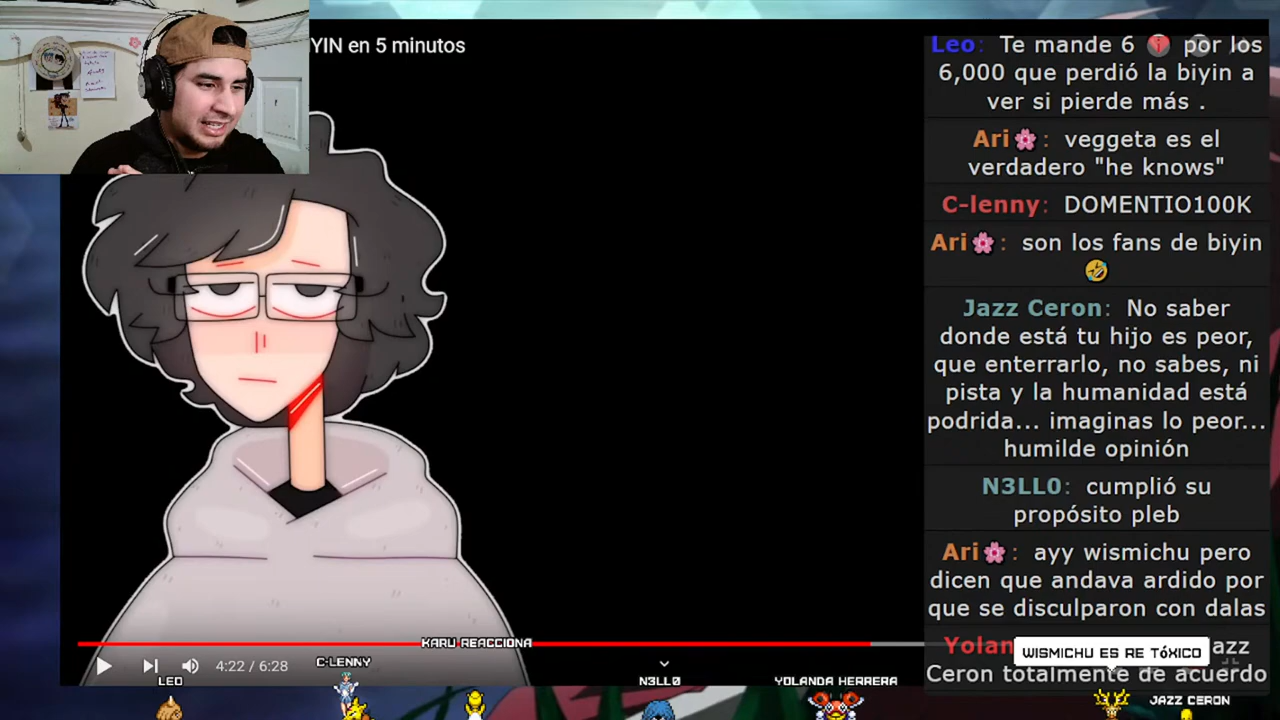 YIN en 5 minutos
Leo: Te mande 6 por los
6,000 que perdió la biyin a
ver si pierde más .
Ari🌸: veggeta es el
verdadero "he knows"
C-lenny: DOMENTIO100K
Ari🌸: son los fans de biyin
🤣
Jazz Ceron: No saber
donde está tu hijo es peor,
que enterrarlo, no sabes, ni
pista y la humanidad está
podrida... imaginas lo peor...
humilde opinión
N3LL0: cumplió su
propósito pleb
Ari🌸: ayy wismichu pero
dicen que andava ardido por
que se disculparon con dalas
Yolan azz
Ceron totalmente de acuerdo
WISMICHU ES RE TóXICO
KARU REACCIONA
4:22 / 6:28
C-LENNY
LEO
N3LL0
YOLANDA HERRERA
JAZZ CERON